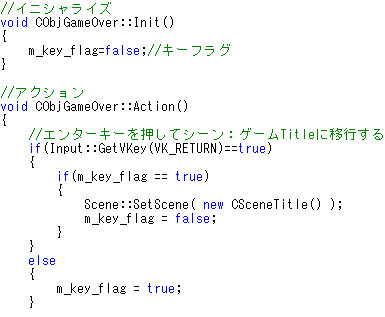 //イニシャライズ
void CObjGameOver::Init()
{
    m_key_flag=false;//キーフラグ
}

//アクション
void CObjGameOver::Action()
{
    //エンターキーを押してシーン：ゲームTitleに移行する
    if(Input::GetVKey(VK_RETURN)==true)
    {
        if(m_key_flag == true)
        {
            Scene::SetScene( new CSceneTitle() );
            m_key_flag = false;
        }
    }
    else
    {
        m_key_flag = true;
    }